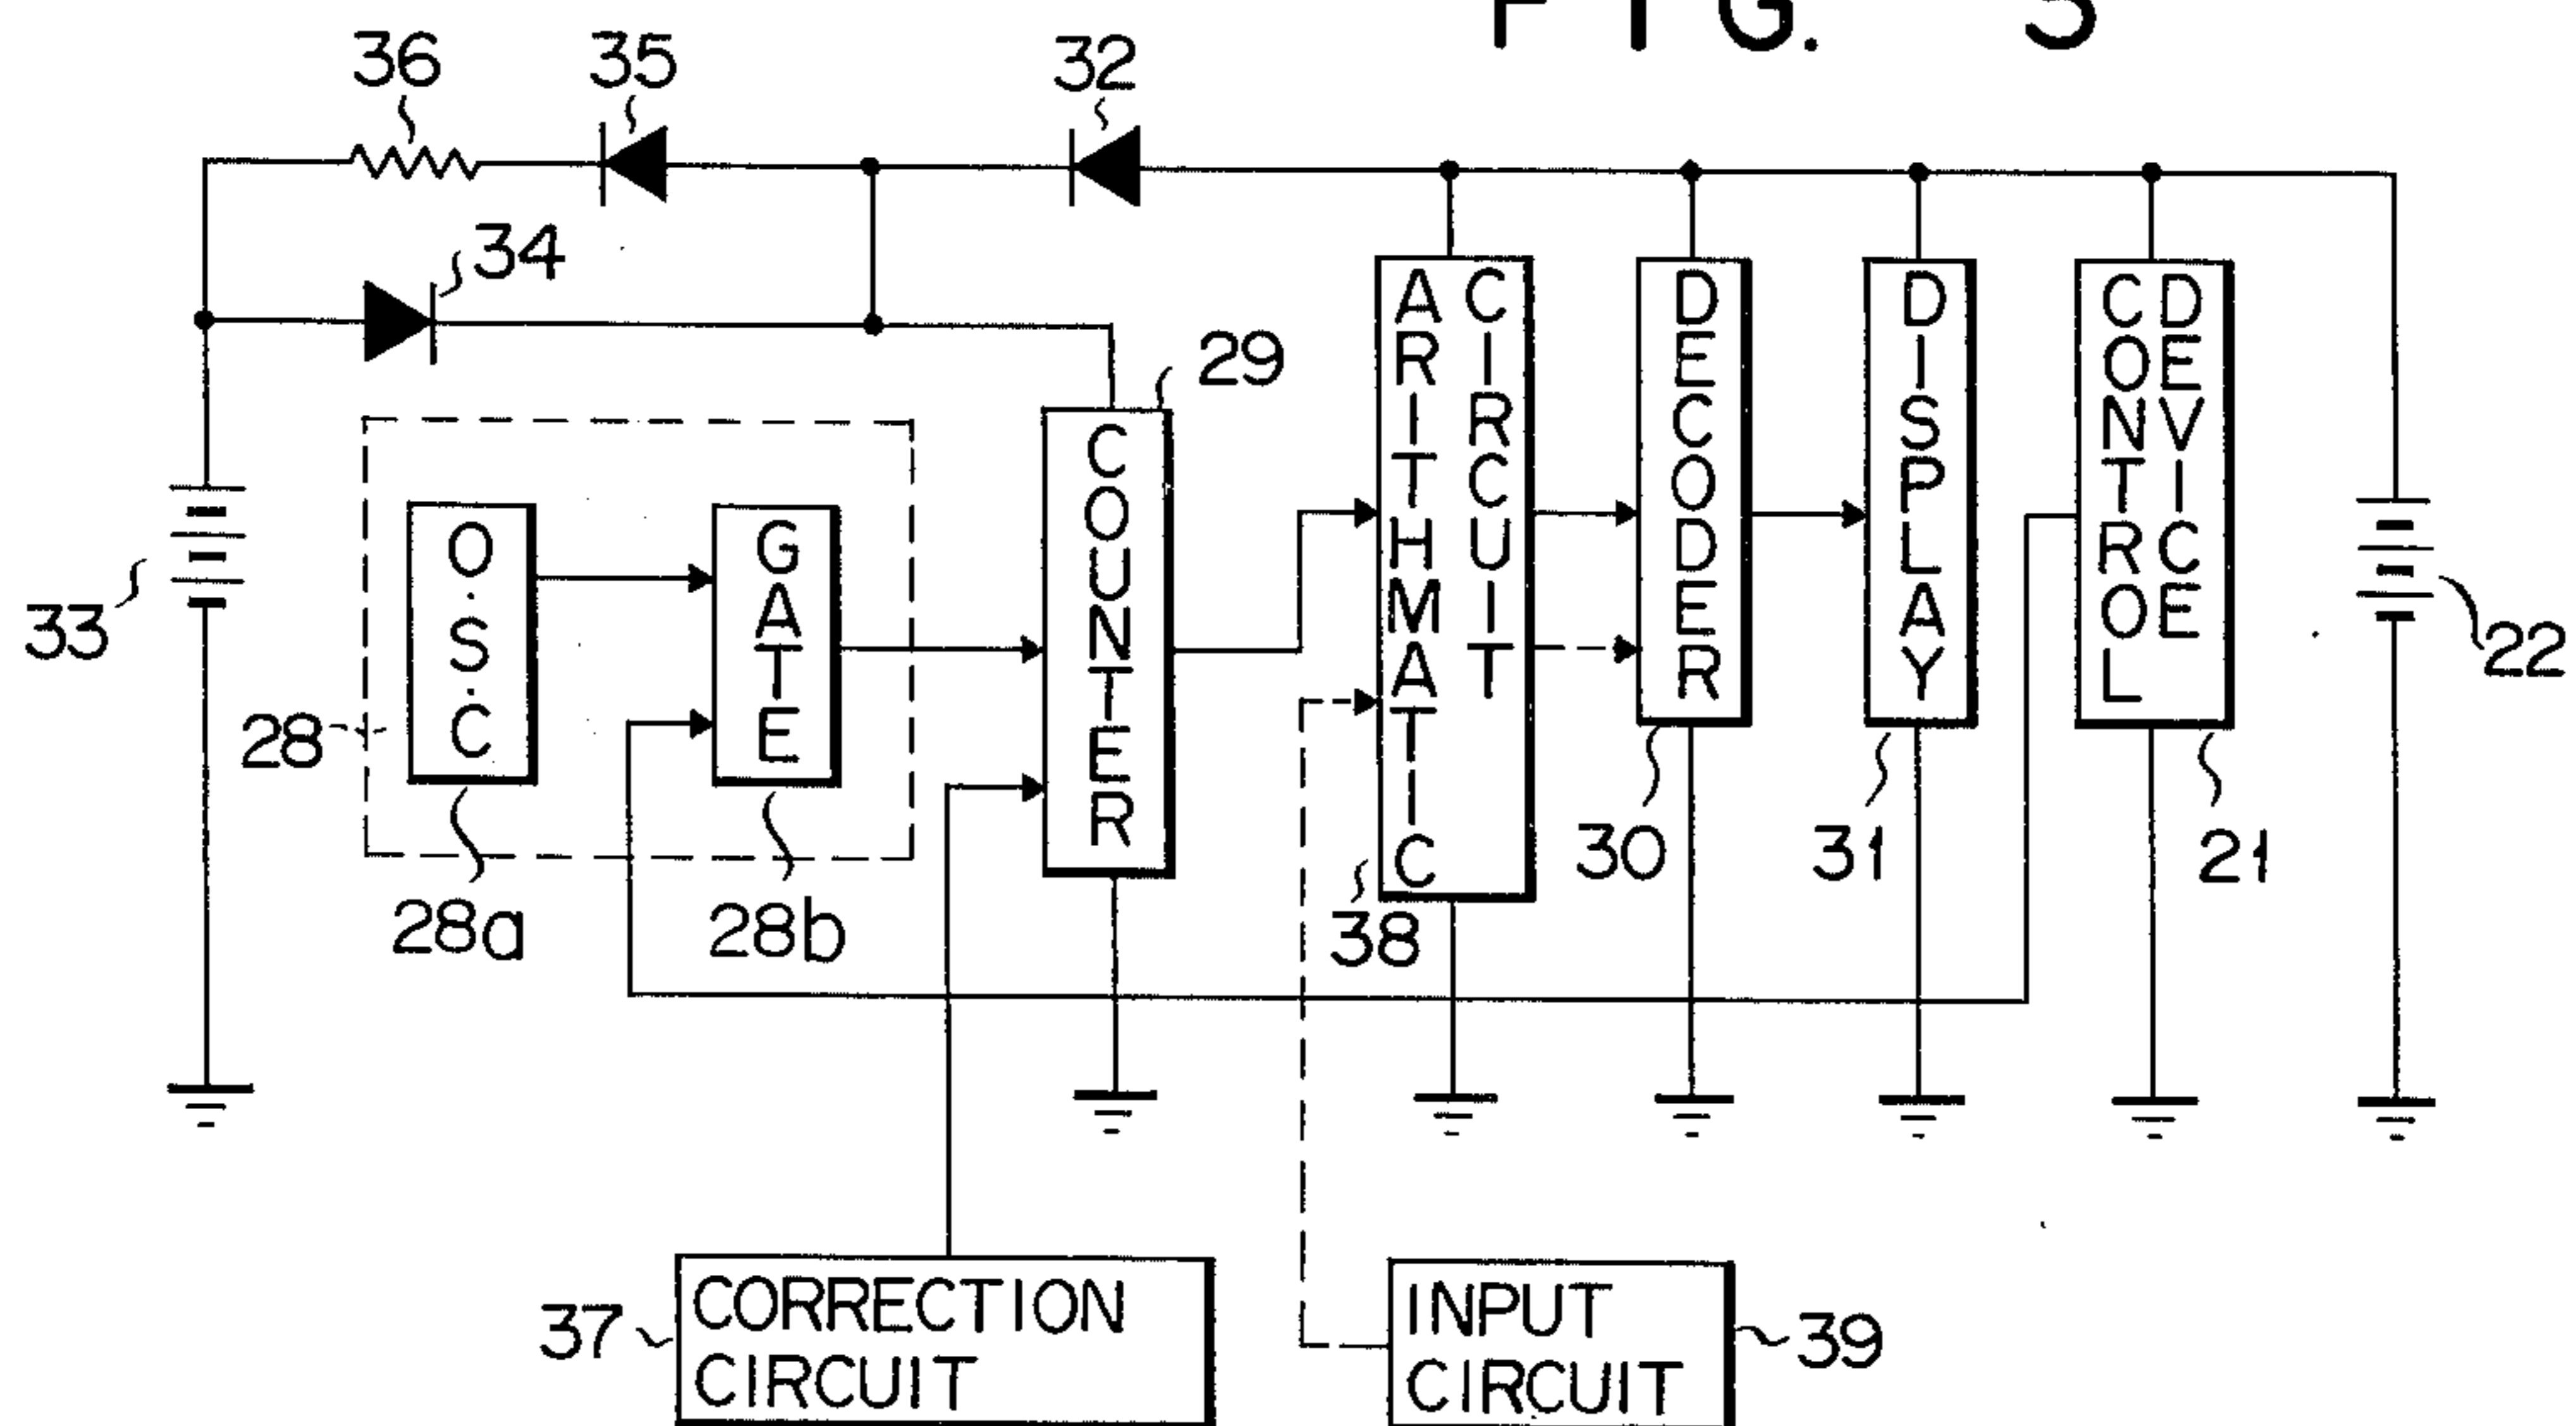 FIG. 3
36
35
32
34
29
33
28
O.S.C
28a
GATE
28b
COUNTER
ARITHMATIC
CIRCUIT
38
DECODER
30
DISPLAY
31
CONTROL
DEVICE
21
22
37
CORRECTION
CIRCUIT
INPUT
CIRCUIT
39